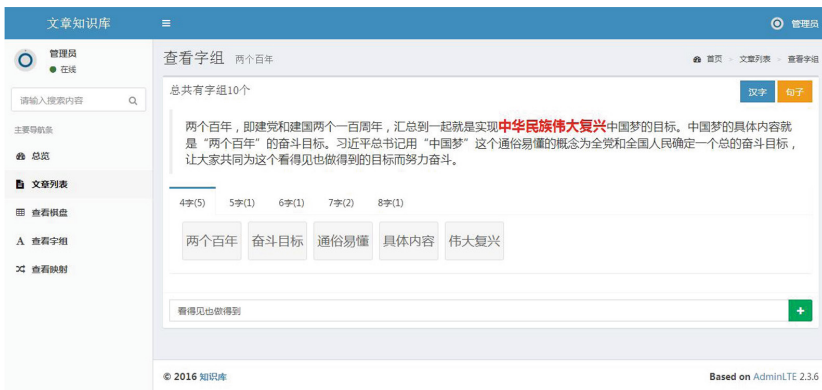 文章知识库
管理员
管理员
在线
请输入搜索内容
主要导航条
总览
文章列表
查看棋盘
A 查看字组
查看映射
查看字组 两个百年
首页 > 文章列表 > 查看字组
总共有字组10个
汉字 句子
两个百年，即建党和建国两个一百周年，汇总到一起就是实现中华民族伟大复兴中国梦的目标。中国梦的具体内容就
是“两个百年”的奋斗目标。习近平总书记用“中国梦”这个通俗易懂的概念为全党和全国人民确定一个总的奋斗目标，
让大家共同为这个看得见也做得到的目标而努力奋斗。
4字(5) 5字(1) 6字(1) 7字(2) 8字(1)
两个百年 奋斗目标 通俗易懂 具体内容 伟大复兴
看得见也做得到
+
© 2016 知识库
Based on AdminLTE 2.3.6